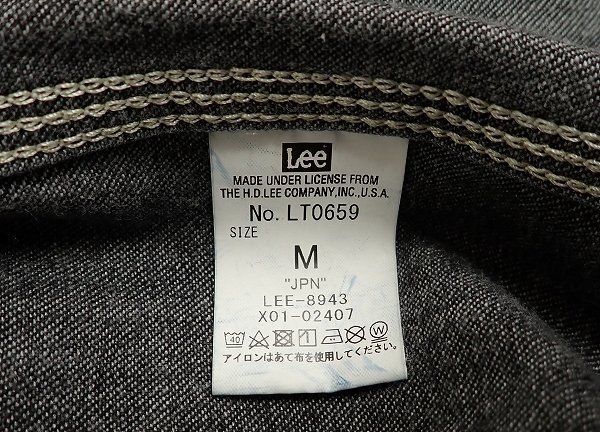 Lee
MADE UNDER LICENSE FROM
THE H.D.LEE COMPANY,INC.,U.S.A.
No. LT0659
SIZE
M
"JPN"
LEE-8943
X01-02407
40 1 W
アイロンはあて布を使用してください。